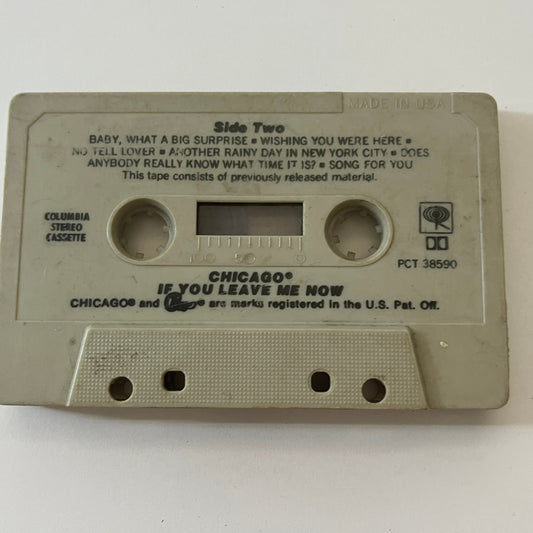 MADE IN USA
Side Two
BABY, WHAT A BIG SURPRISE ■ WISHING YOU WERE HERE ■
NO TELL LOVER ■ ANOTHER RAINY DAY IN NEW YORK CITY ■ DOES
ANYBODY REALLY KNOW WHAT TIME IT IS? ■ SONG FOR YOU
This tape consists of previously released material.
COLUMBIA
STEREO
CASSETTE
100 50 0
PCT 38590
CHICAGO®
IF YOU LEAVE ME NOW
CHICAGO® and ® are marks registered in the U.S. Pat. Off.